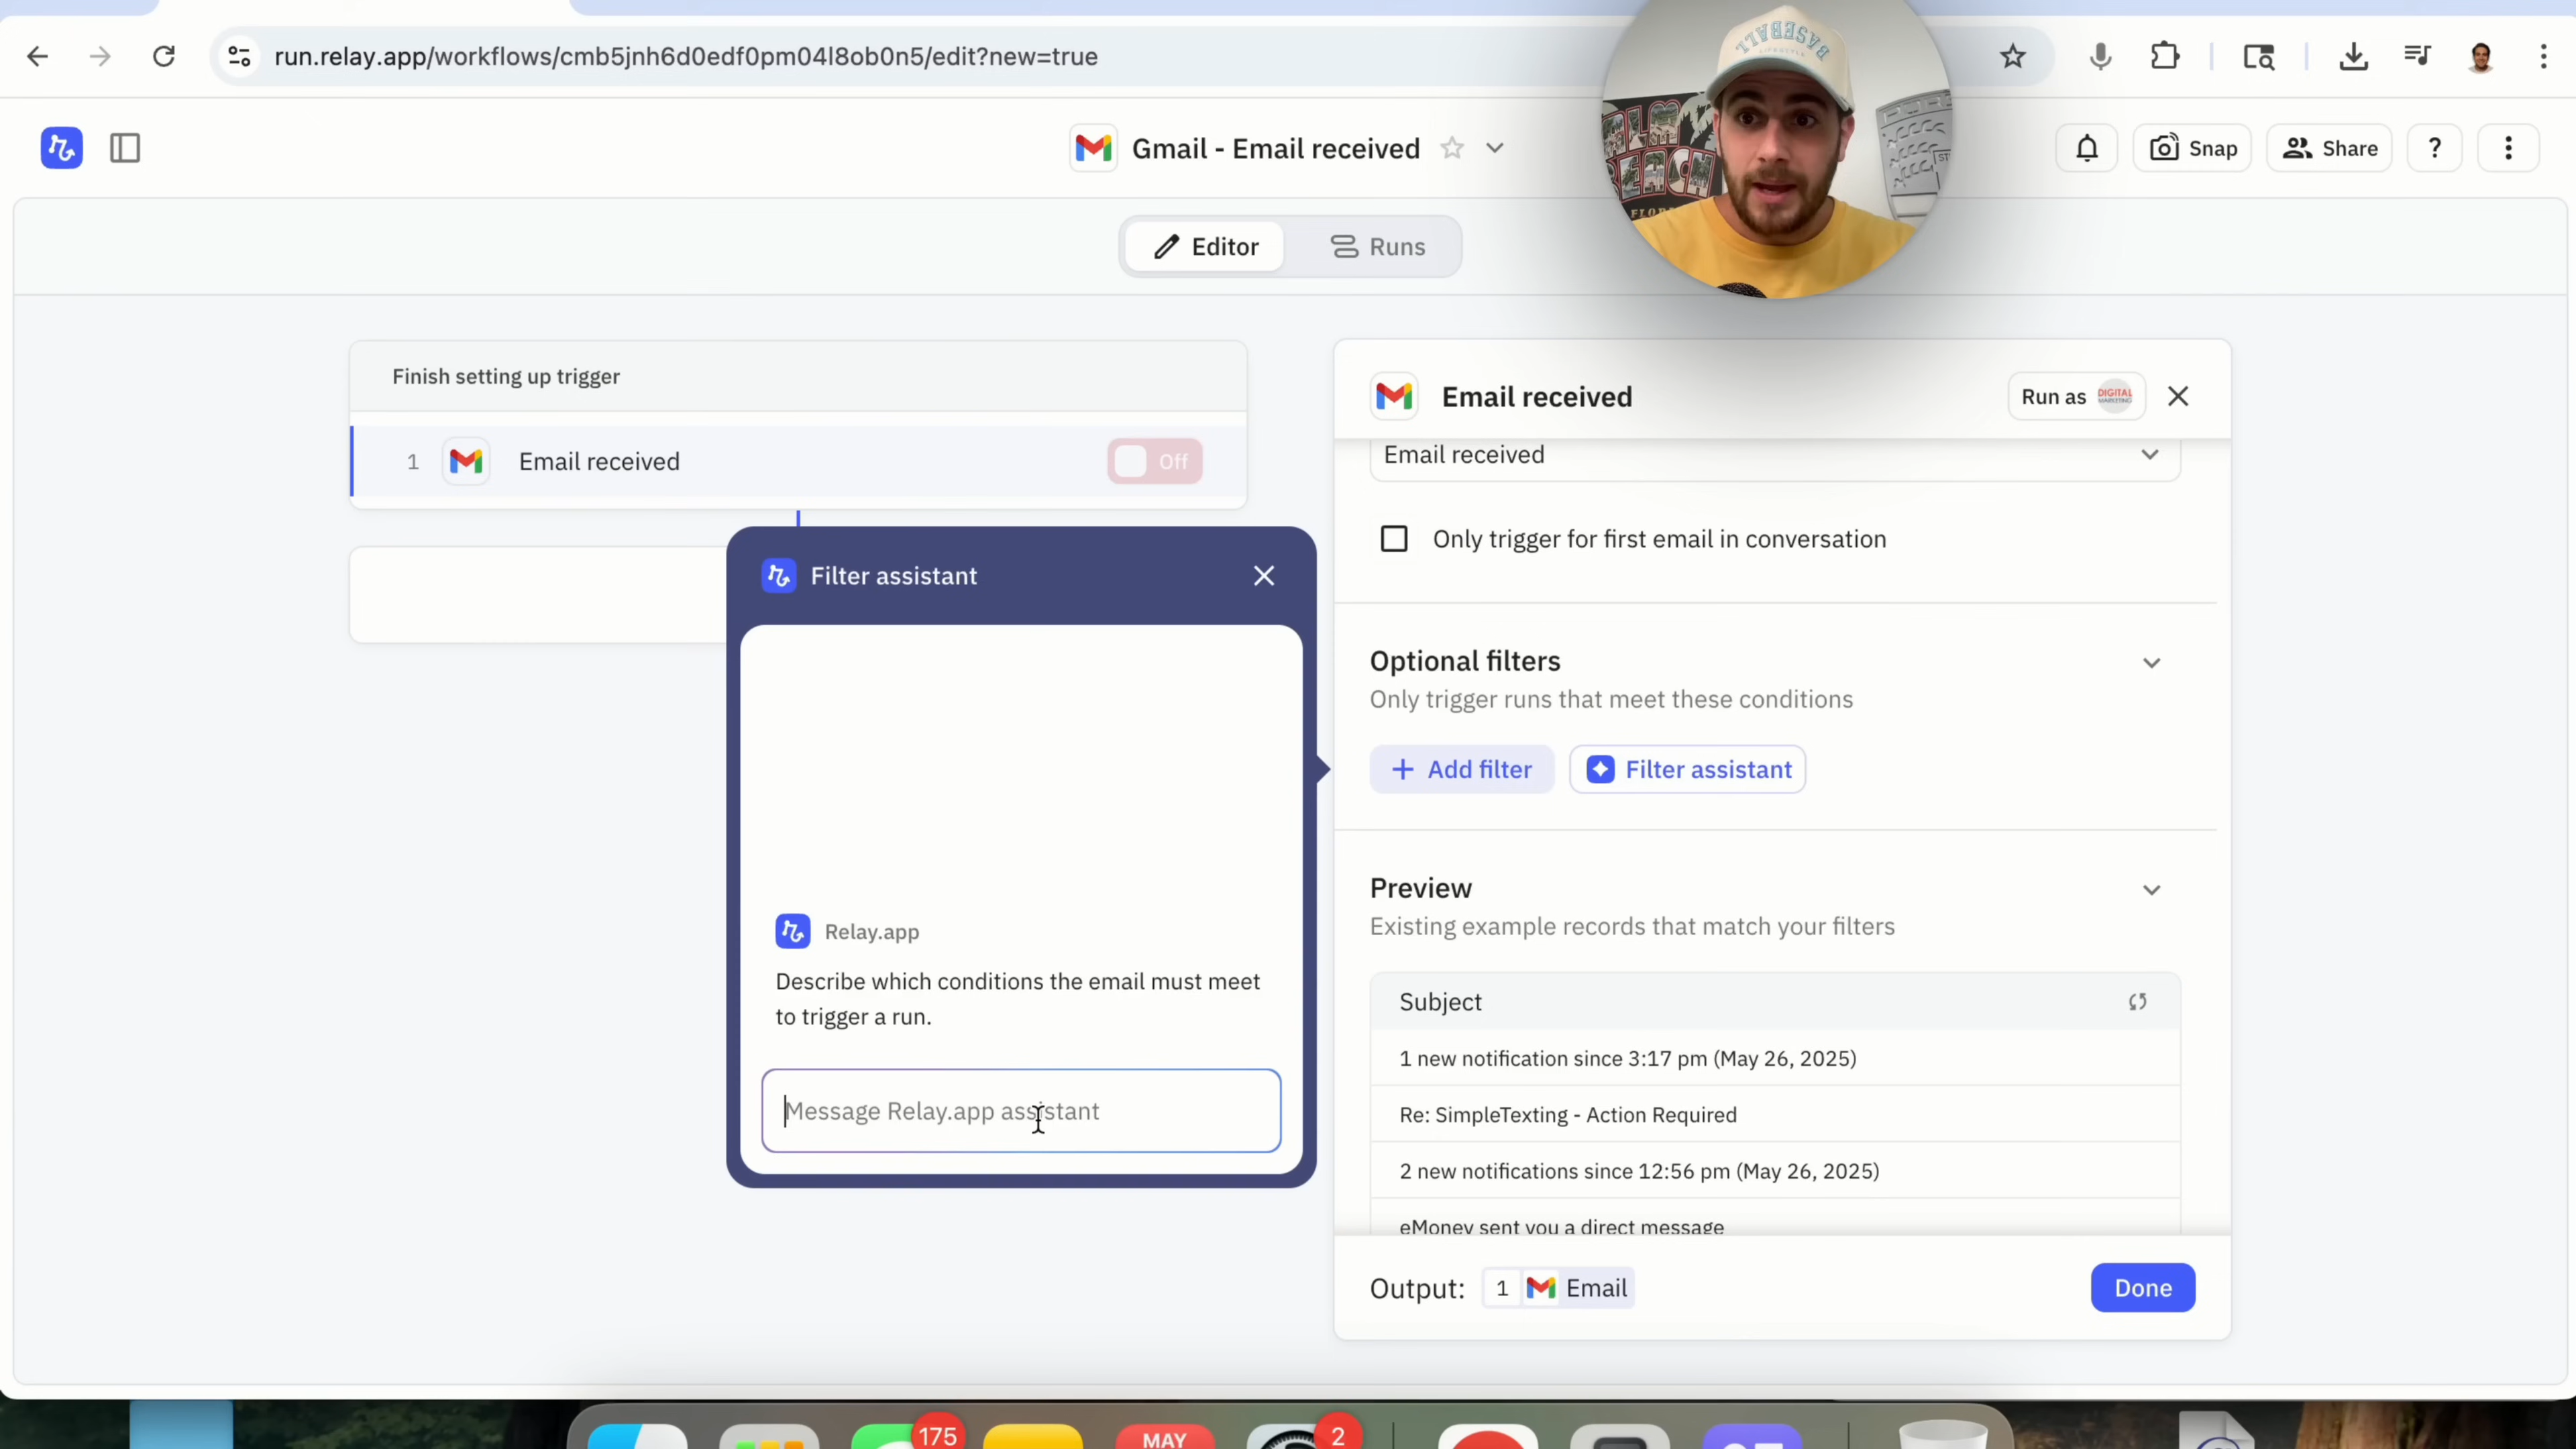 run.relay.app/workflows/cmb5jnh6d0edf0pm04l8ob0n5/edit?new=true
Gmail - Email received
Snap
Share
?
Editor
Runs
Finish setting up trigger
1
Email received
Off
Email received
Run as
DIGITAL
MARKETING
Email received
Only trigger for first email in conversation
Optional filters
Only trigger runs that meet these conditions
+ Add filter
Filter assistant
Preview
Existing example records that match your filters
Subject
1 new notification since 3:17 pm (May 26, 2025)
Re: SimpleTexting - Action Required
2 new notifications since 12:56 pm (May 26, 2025)
eMoney sent you a direct message
Output:
1
Email
Done
Filter assistant
Relay.app
Describe which conditions the email must meet
to trigger a run.
Message Relay.app assistant
BASEBALL
LIFESTYLE
BEACH
175
MAY
2